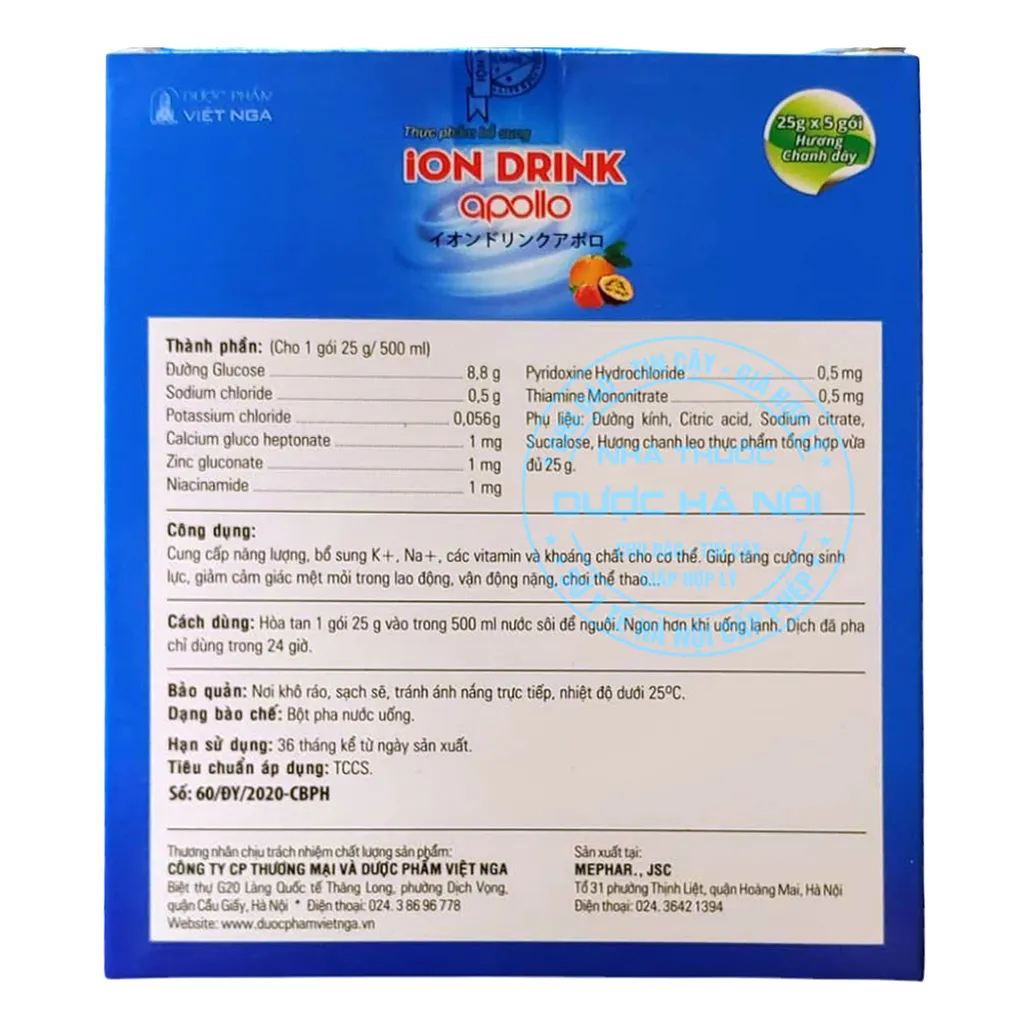 DƯỢC PHẨM
VIỆT NGA
Thực phẩm bổ sung
iON DRINK
apollo
イオンドリンクアポロ
25g x 5 gói
Hương
Chanh dây
Thành phần: (Cho 1 gói 25 g/ 500 ml)
Đường Glucose 8,8 g
Sodium chloride 0,5 g
Potassium chloride 0,056g
Calcium gluco heptonate 1 mg
Zinc gluconate 1 mg
Niacinamide 1 mg
Pyridoxine Hydrochloride 0,5 mg
Thiamine Mononitrate 0,5 mg
Phụ liệu: Đường kính, Citric acid, Sodium citrate,
Sucralose, Hương chanh leo thực phẩm tổng hợp vừa
đủ 25 g.
NHÀ THUỐC
DƯỢC HÀ NỘI
Công dụng:
Cung cấp năng lượng, bổ sung K+, Na+, các vitamin và khoáng chất cho cơ thể. Giúp tăng cường sinh
lực, giảm cảm giác mệt mỏi trong lao động, vận động nặng, chơi thể thao....
Cách dùng: Hòa tan 1 gói 25 g vào trong 500 ml nước sôi để nguội. Ngon hơn khi uống lạnh. Dịch đã pha
chỉ dùng trong 24 giờ.
Bảo quản: Nơi khô ráo, sạch sẽ, tránh ánh nắng trực tiếp, nhiệt độ dưới 25ºC.
Dạng bào chế: Bột pha nước uống.
Hạn sử dụng: 36 tháng kể từ ngày sản xuất.
Tiêu chuẩn áp dụng: TCCS.
Số: 60/ĐY/2020-CBPH
Thương nhân chịu trách nhiệm chất lượng sản phẩm:
CÔNG TY CP THƯƠNG MẠI VÀ DƯỢC PHẨM VIỆT NGA
Biệt thự G20 Làng Quốc tế Thăng Long, phường Dịch Vọng,
quận Cầu Giấy, Hà Nội * Điện thoại: 024. 3 86 96 778
Website: www.duocphamvietnga.vn
Sản xuất tại:
MEPHAR., JSC
Tổ 31 phường Thịnh Liệt, quận Hoàng Mai, Hà Nội
Điện thoại: 024. 3642 1394